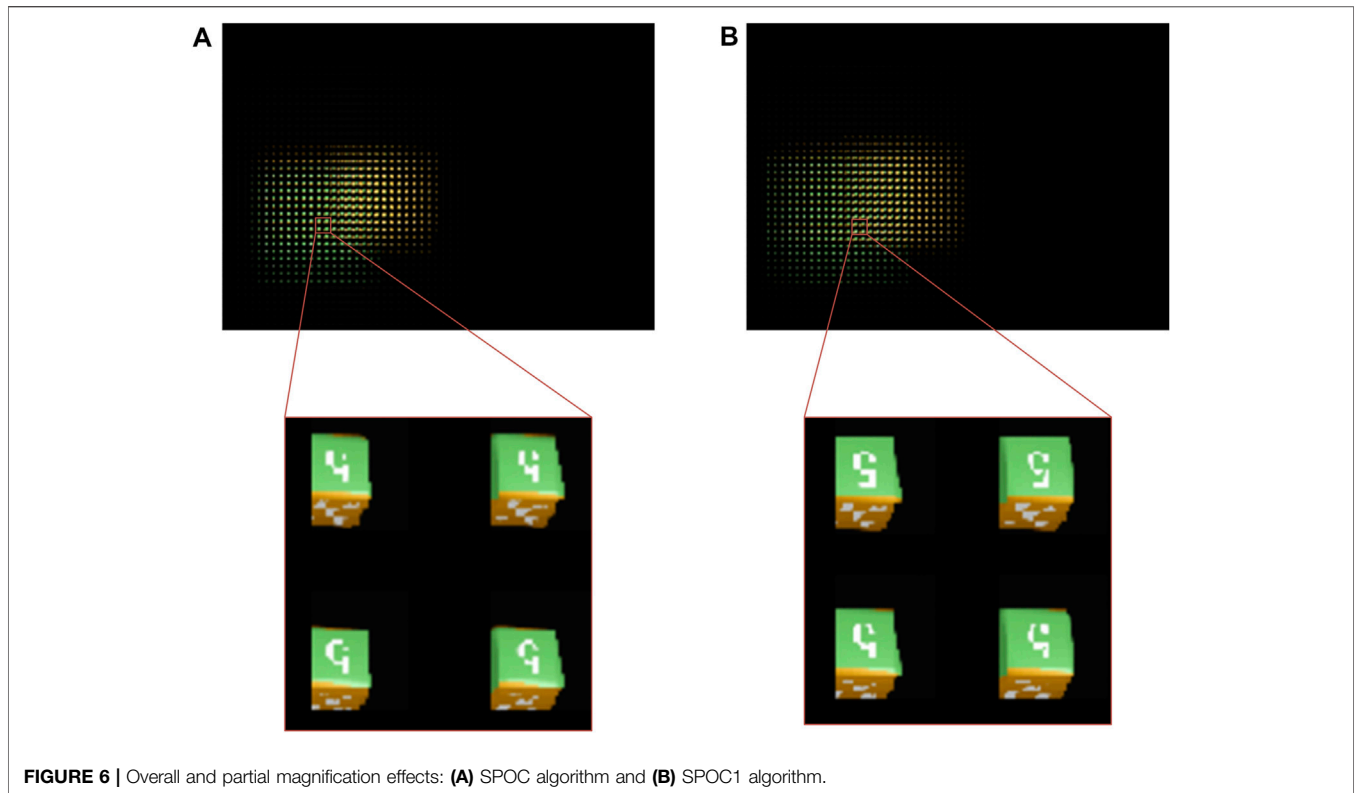 A
B
FIGURE 6 | Overall and partial magnification effects: (A) SPOC algorithm and (B) SPOC1 algorithm.